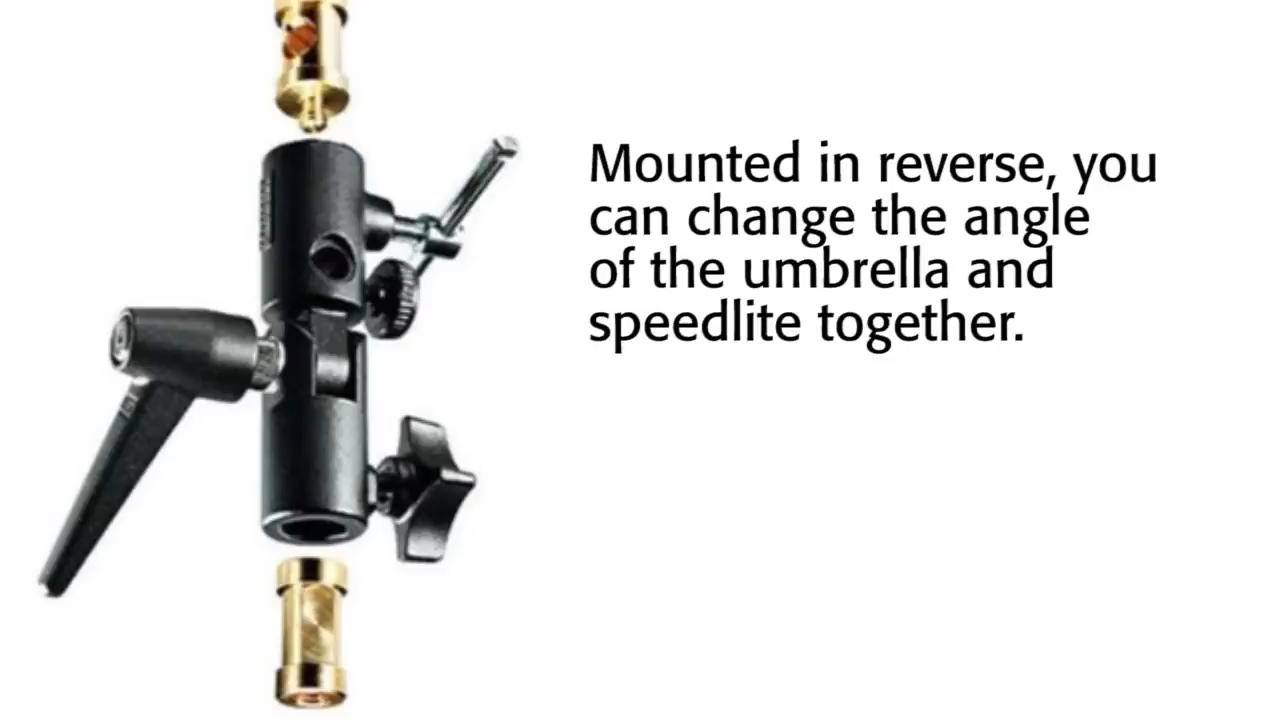 Mounted in reverse, you
can change the angle
of the umbrella and
speedlite together.